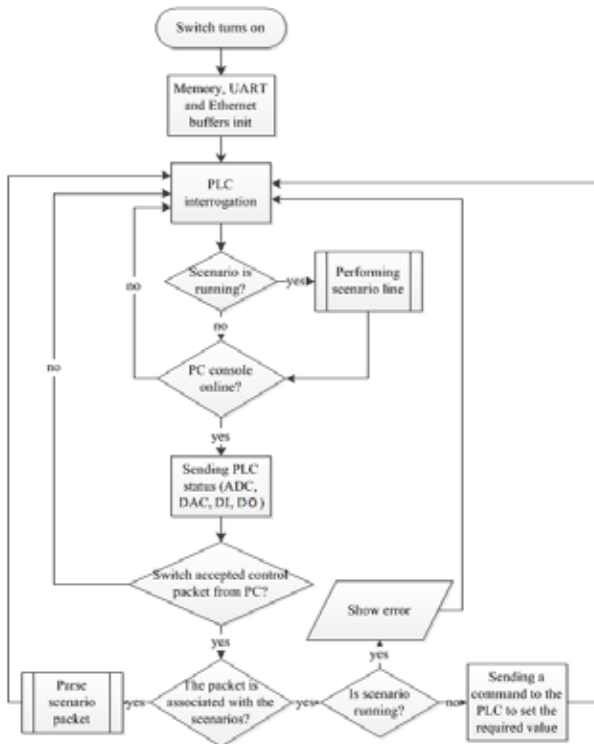 Switch turns on
Memory, UART
and Ethernet
buffers init
PLC
interrogation
no
Scenario is
running?
yes
Performing
scenario line
no
no
PC console
online?
yes
Sending PLC
status (ADC,
DAC, DI, DO)
Switch accepted control
packet from PC?
Show error
yes
yes
Parse
scenario
packet
yes
The packet is
associated with the
scenarios?
yes
Is scenario
running?
no
Sending a
command to the
PLC to set the
required value